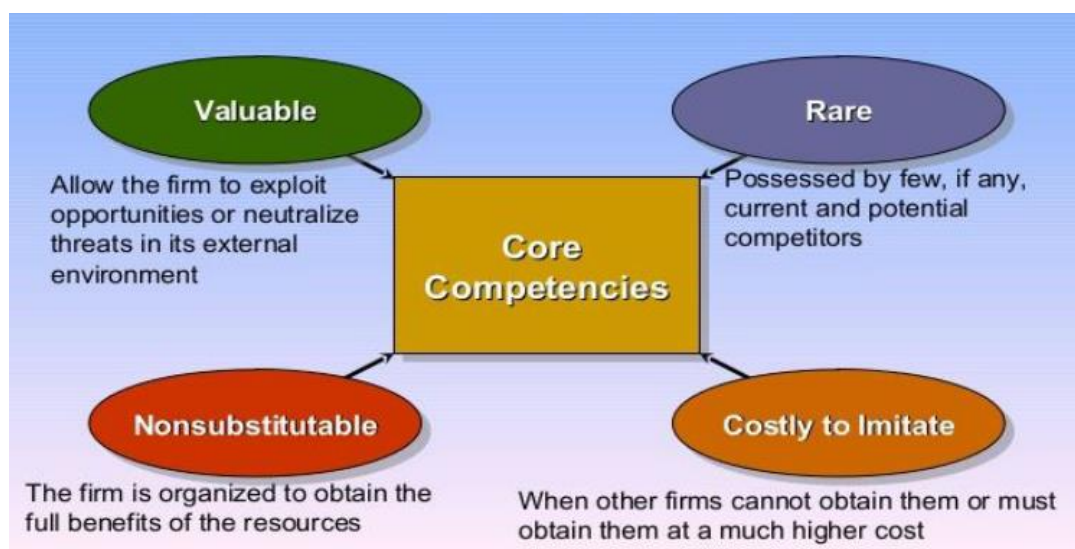 Valuable
Allow the firm to exploit
opportunities or neutralize
threats in its external
environment
Rare
Possessed by few, if any,
current and potential
competitors
Core
Competencies
Nonsubstitutable
The firm is organized to obtain the
full benefits of the resources
Costly to Imitate
When other firms cannot obtain them or must
obtain them at a much higher cost